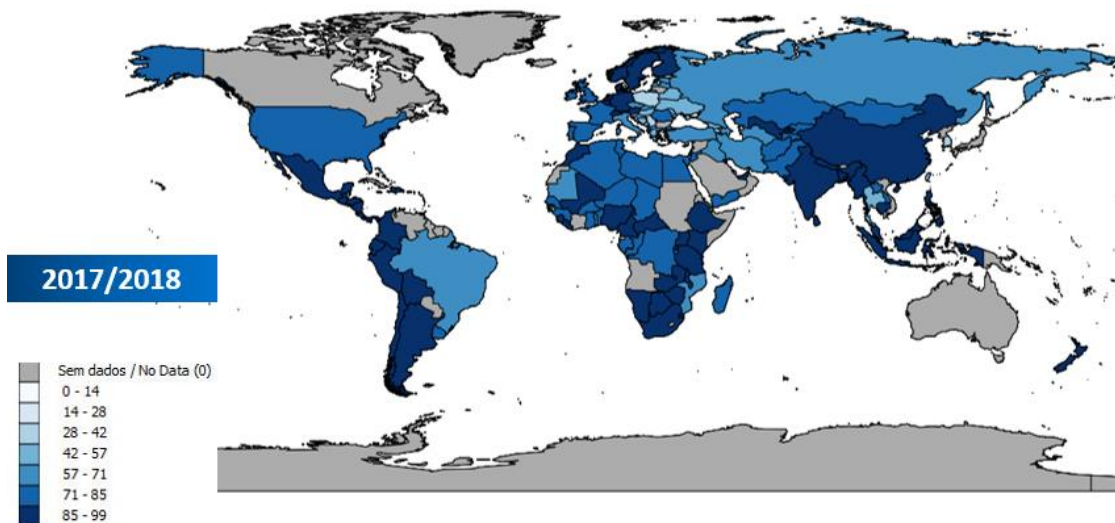 2017/2018
Sem dados / No Data (0)
0 - 14
14 - 28
28 - 42
42 - 57
57 - 71
71 - 85
85 - 99